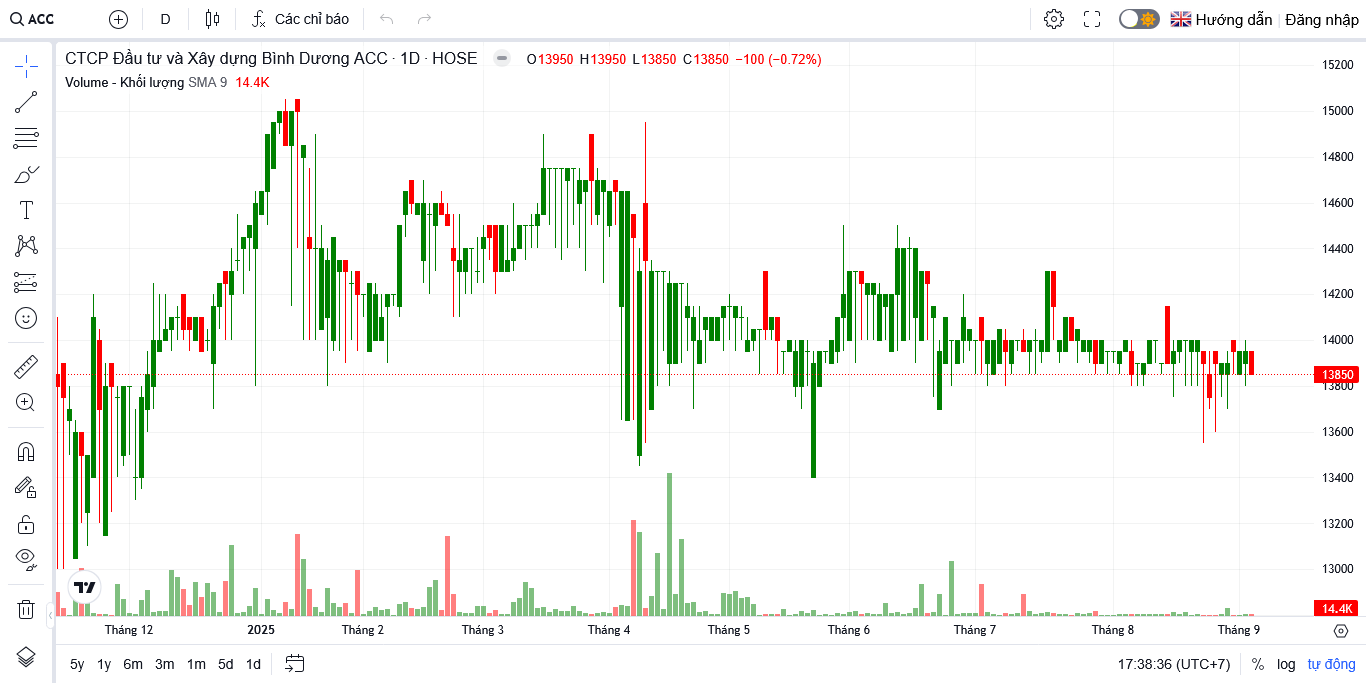 ACC D Các chỉ báo Hướng dẫn Đăng nhập
CTCP Đầu tư và Xây dựng Bình Dương ACC · 1D · HOSE O13950 H13950 L13850 C13850 −100 (−0.72%)
Volume - Khối lượng SMA 9 14.4K
15200
15000
14800
14600
14400
14200
14000
13850
13800
13600
13400
13200
13000
14.4K
Tháng 12 2025 Tháng 2 Tháng 3 Tháng 4 Tháng 5 Tháng 6 Tháng 7 Tháng 8 Tháng 9
5y 1y 6m 3m 1m 5d 1d 17:38:36 (UTC+7) % log tự động